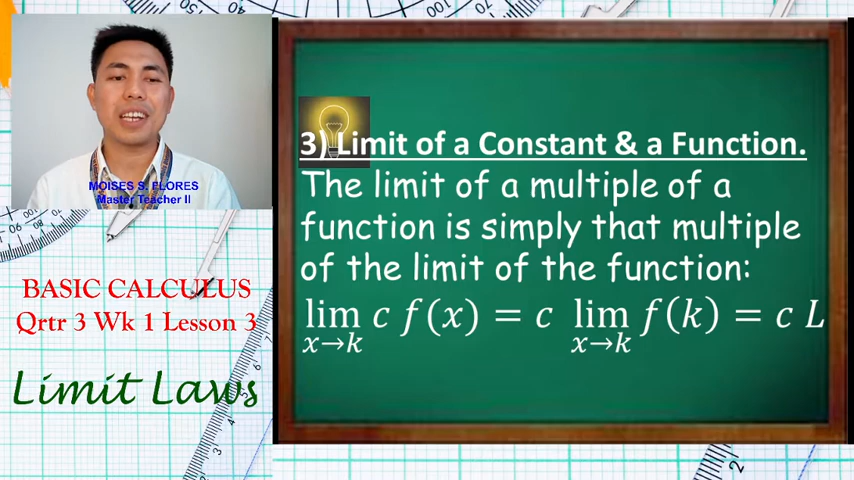 MOISES S. FLORES
Master Teacher II
BASIC CALCULUS
Qrtr 3 Wk 1 Lesson 3
Limit Laws
3) Limit of a Constant & a Function.
The limit of a multiple of a
function is simply that multiple
of the limit of the function:
lim c f(x) = c lim f(k) = c L
x→k x→k